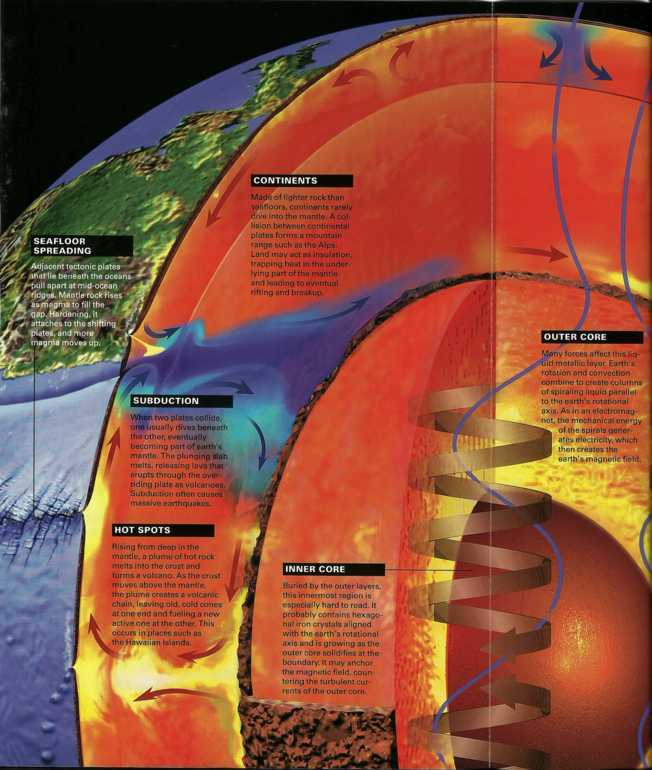 CONTINENTS
Made of lighter rock than
seafloors, continents rarely
dive into the mantle. A col-
lision between continental
plates forms a mountain
range such as the Alps.
Land may act as insulation,
trapping heat in the under-
lying part of the mantle
and leading to eventual
rifting and breakup.
SEAFLOOR
SPREADING
Adjacent tectonic plates
that lie beneath the oceans
pull apart at mid-ocean
ridges. Mantle rock rises
as magma to fill the
gap. Hardening, it
attaches to the shifting
plates, and more
magma moves up.
OUTER CORE
Many forces affect this liq-
uid metallic layer. Earth's
rotation and convection
combine to create columns
of spiraling liquid parallel
to the earth's rotational
axis. As in an electromag-
net, the mechanical energy
of the spirals gener-
ates electricity, which
then creates the
earth's magnetic field.
SUBDUCTION
When two plates collide,
one usually dives beneath
the other, eventually
becoming part of earth's
mantle. The plunging slab
melts, releasing lava that
erupts through the over-
riding plate as volcanoes.
Subduction often causes
massive earthquakes.
HOT SPOTS
Rising from deep in the
mantle, a plume of hot rock
melts into the crust and
forms a volcano. As the crust
moves above the mantle,
the plume creates a volcanic
chain, leaving old, cold cones
at one end and fueling a new
active one at the other. This
occurs in places such as
the Hawaiian Islands.
INNER CORE
Buried by the outer layers,
this innermost region is
especially hard to read. It
probably contains hexago-
nal iron crystals aligned
with the earth's rotational
axis and is growing as the
outer core solidifies at the
boundary. It may anchor
the magnetic field, coun-
tering the turbulent cur-
rents of the outer core.